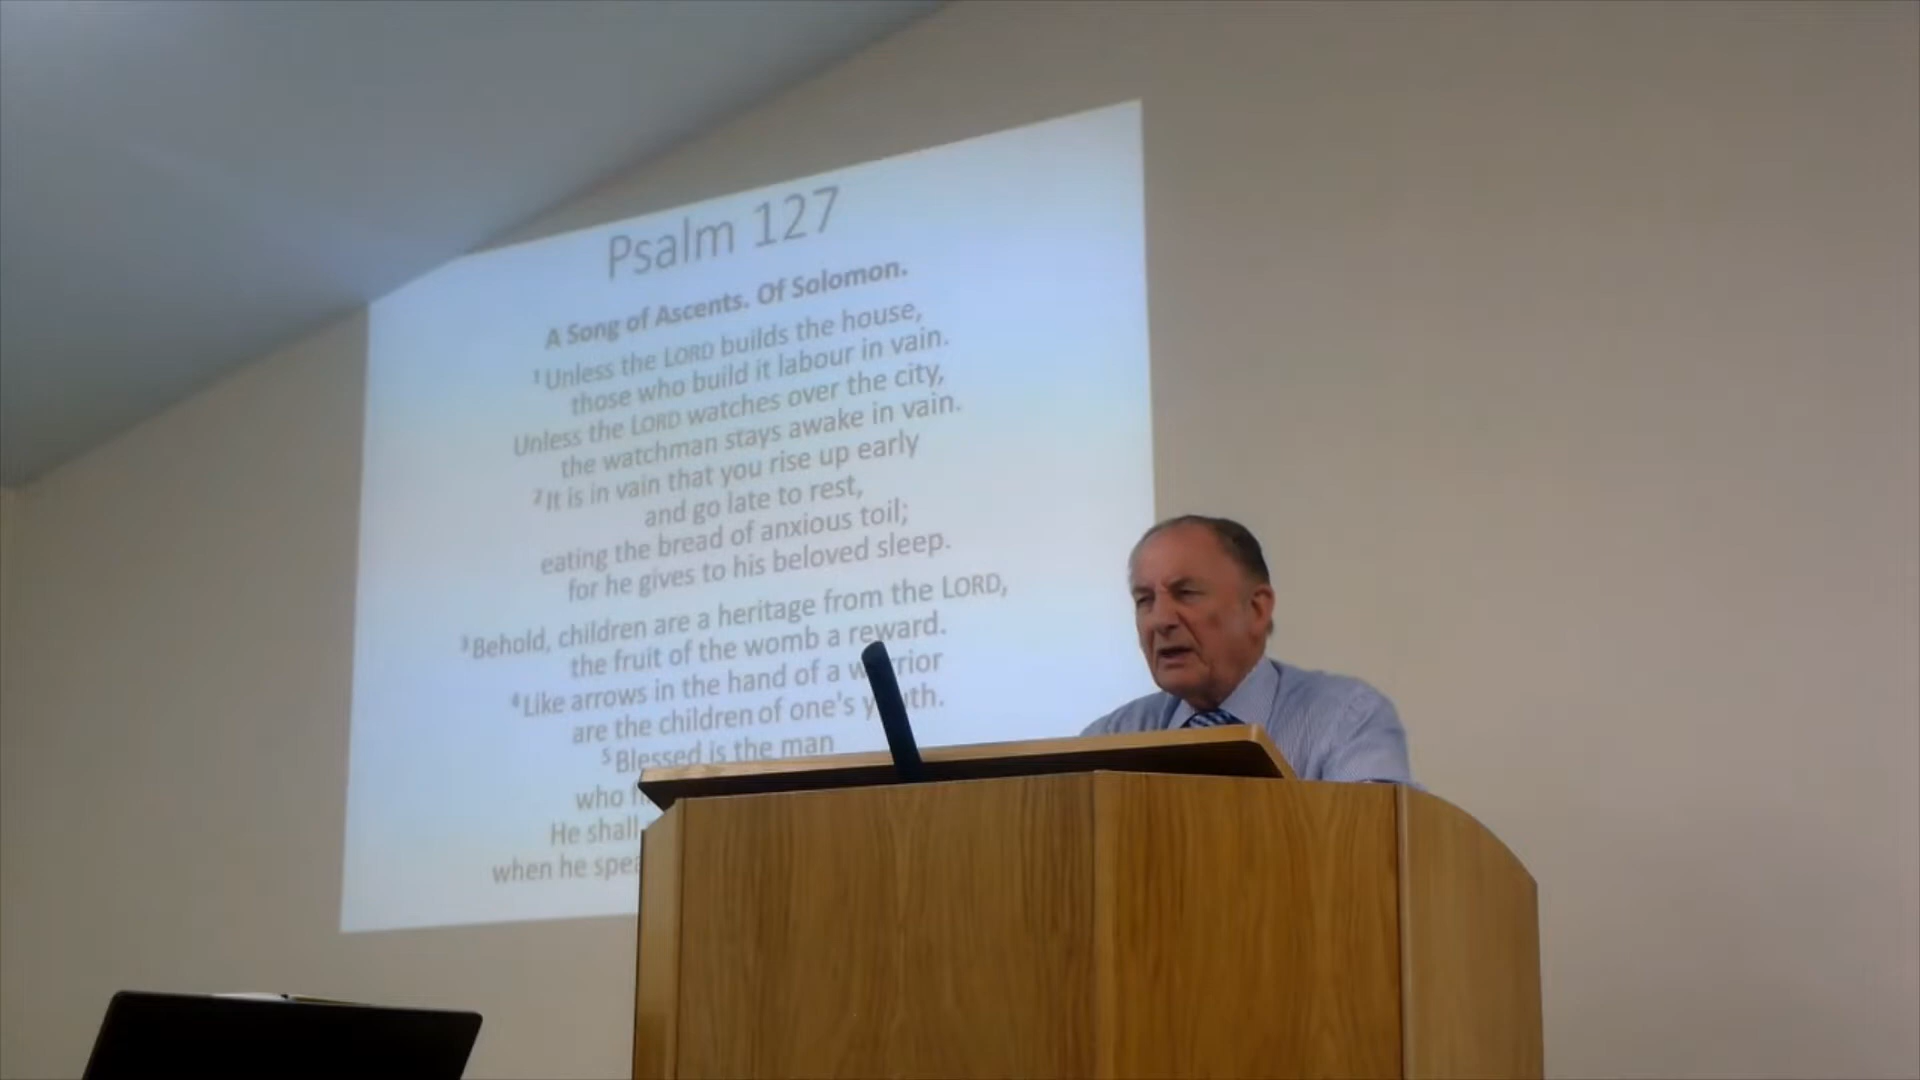 Psalm 127
A Song of Ascents. Of Solomon.
1 Unless the LORD builds the house,
those who build it labour in vain.
Unless the LORD watches over the city,
the watchman stays awake in vain.
2 It is in vain that you rise up early
and go late to rest,
eating the bread of anxious toil;
for he gives to his beloved sleep.
3 Behold, children are a heritage from the LORD,
the fruit of the womb a reward.
4 Like arrows in the hand of a
are the children of one's
5 Blessed is the man
who
He shall
when he